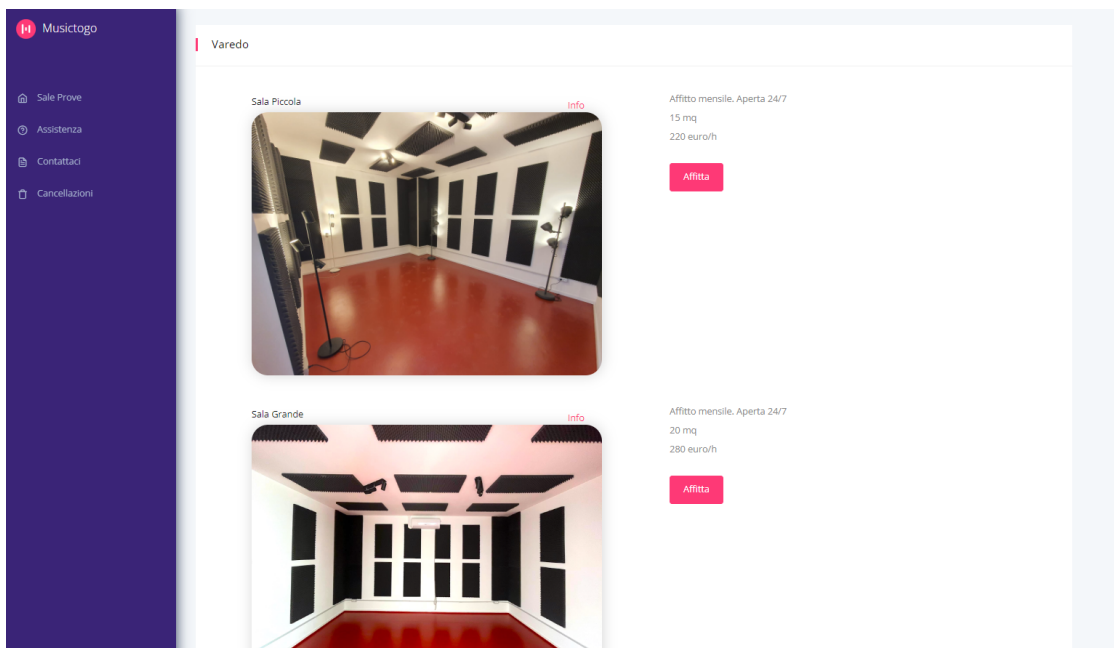 Musictogo
Sale Prove
Assistenza
Contattaci
Cancellazioni
Varedo
Sala Piccola
Info
Affitto mensile. Aperta 24/7
15 mq
220 euro/h
Affitta
Sala Grande
Info
Affitto mensile. Aperta 24/7
20 mq
280 euro/h
Affitta